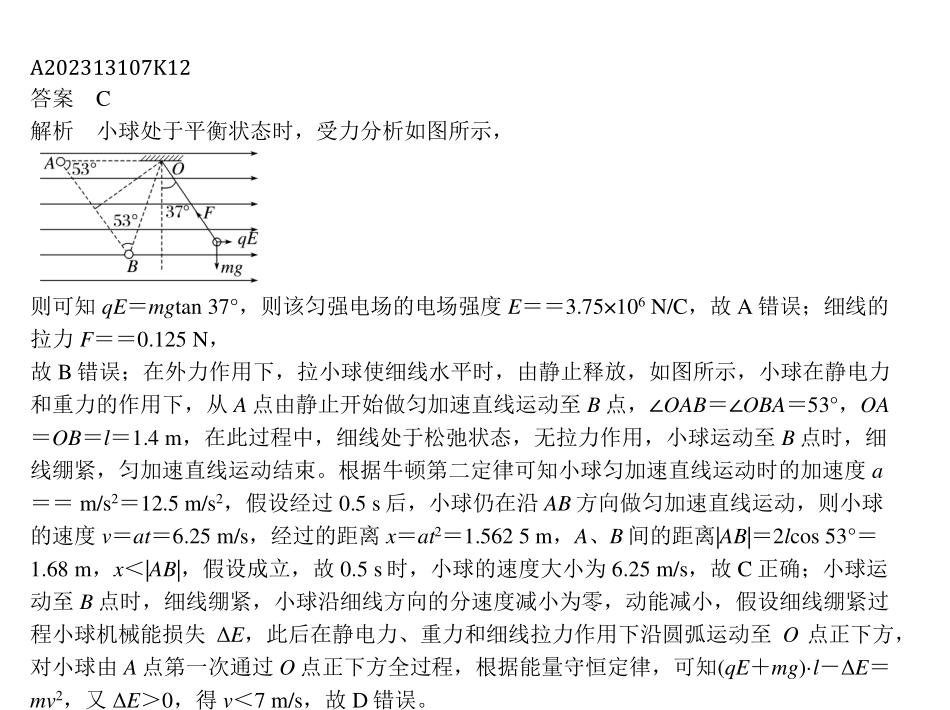 A202313107K12
答案 C
解析 小球处于平衡状态时，受力分析如图所示，
A 53° O
37° F
53° qE
B mg
则可知 qE＝mgtan 37°，则该匀强电场的电场强度 E＝＝3.75×10⁶ N/C，故 A 错误；细线的
拉力 F＝＝0.125 N，
故 B 错误；在外力作用下，拉小球使细线水平时，由静止释放，如图所示，小球在静电力
和重力的作用下，从 A 点由静止开始做匀加速直线运动至 B 点，∠OAB＝∠OBA＝53°，OA
＝OB＝l＝1.4 m，在此过程中，细线处于松弛状态，无拉力作用，小球运动至 B 点时，细
线绷紧，匀加速直线运动结束。根据牛顿第二定律可知小球匀加速直线运动时的加速度 a
＝＝ m/s²＝12.5 m/s²，假设经过 0.5 s 后，小球仍在沿 AB 方向做匀加速直线运动，则小球
的速度 v＝at＝6.25 m/s，经过的距离 x＝at²＝1.562 5 m，A、B 间的距离|AB|＝2lcos 53°＝
1.68 m，x＜|AB|，假设成立，故 0.5 s 时，小球的速度大小为 6.25 m/s，故 C 正确；小球运
动至 B 点时，细线绷紧，小球沿细线方向的分速度减小为零，动能减小，假设细线绷紧过
程小球机械能损失 ΔE，此后在静电力、重力和细线拉力作用下沿圆弧运动至 O 点正下方，
对小球由 A 点第一次通过 O 点正下方全过程，根据能量守恒定律，可知(qE＋mg)·l－ΔE＝
mv²，又 ΔE＞0，得 v＜7 m/s，故 D 错误。